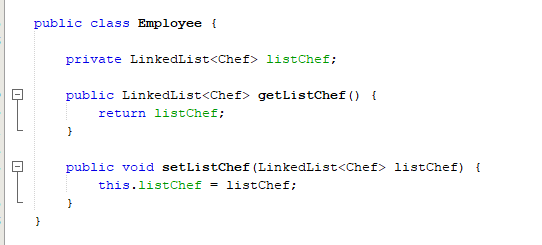 public class Employee {
private LinkedList<Chef> listChef;
public LinkedList<Chef> getListChef() {
return listChef;
}
public void setListChef(LinkedList<Chef> listChef) {
this.listChef = listChef;
}
}